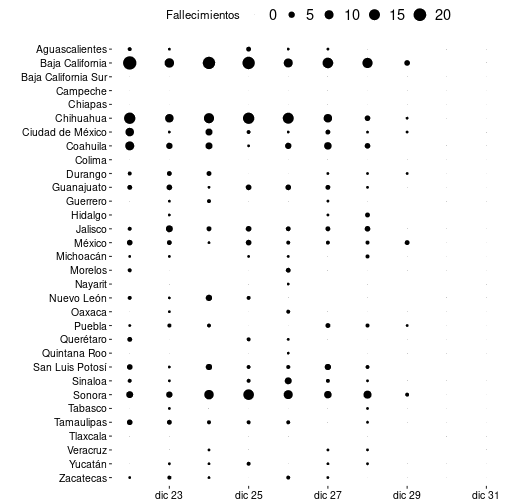 Fallecimientos 0 5 10 15 20
Aguascalientes
Baja California
Baja California Sur
Campeche
Chiapas
Chihuahua
Ciudad de México
Coahuila
Colima
Durango
Guanajuato
Guerrero
Hidalgo
Jalisco
México
Michoacán
Morelos
Nayarit
Nuevo León
Oaxaca
Puebla
Querétaro
Quintana Roo
San Luis Potosí
Sinaloa
Sonora
Tabasco
Tamaulipas
Tlaxcala
Veracruz
Yucatán
Zacatecas
dic 23 dic 25 dic 27 dic 29 dic 31